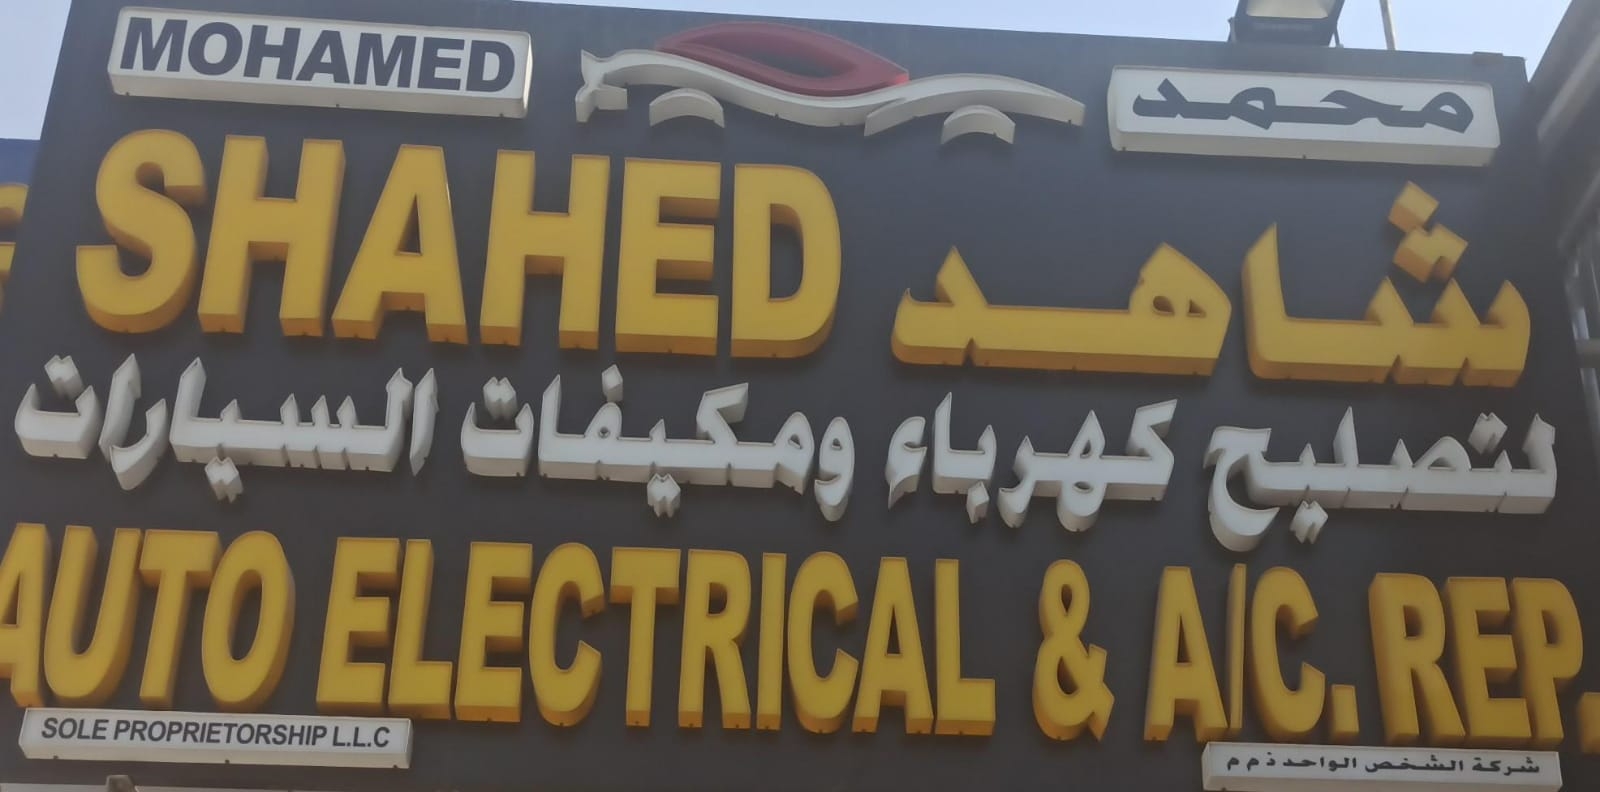 MOHAMED
محمد
SHAHED
شاهد
لتصليح كهرباء ومكيفات السيارات
AUTO ELECTRICAL & A/C. REP.
SOLE PROPRIETORSHIP L.L.C
شركة الشخص الواحد ذ م م